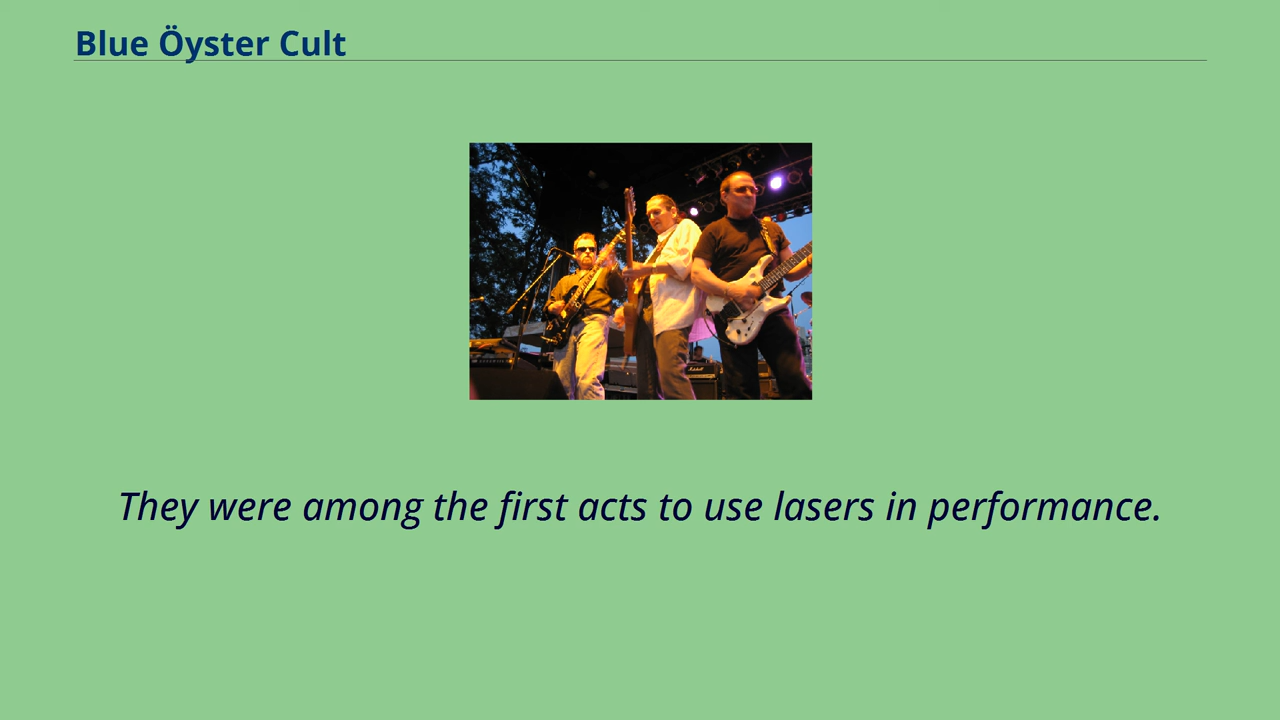 Blue Öyster Cult
They were among the first acts to use lasers in performance.